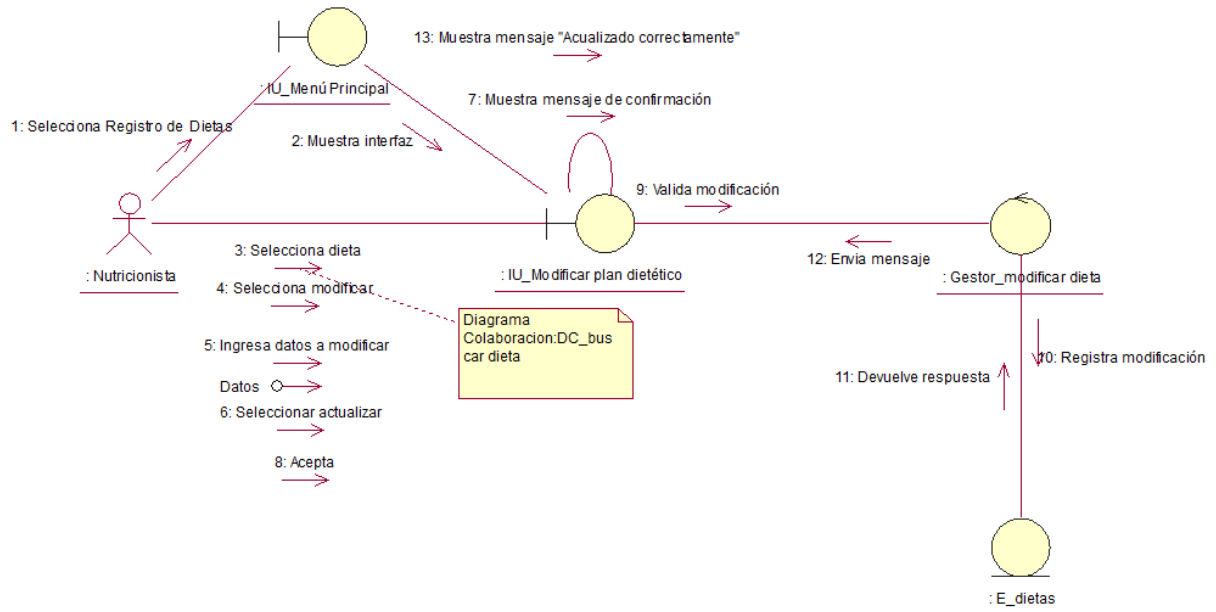 13: Muestra mensaje "Acualizado correctamente"
: IU_Menú Principal
7: Muestra mensaje de confirmación
1: Selecciona Registro de Dietas
2: Muestra interfaz
9: Valida modificación
3: Selecciona dieta
: Nutricionista
: IU_Modificar plan dietético
12: Envia mensaje
: Gestor_modificar dieta
4: Selecciona modificar
Diagrama
Colaboracion:DC_bus
car dieta
5: Ingresa datos a modificar
10: Registra modificación
11: Devuelve respuesta
Datos
6: Seleccionar actualizar
8: Acepta
: E_dietas